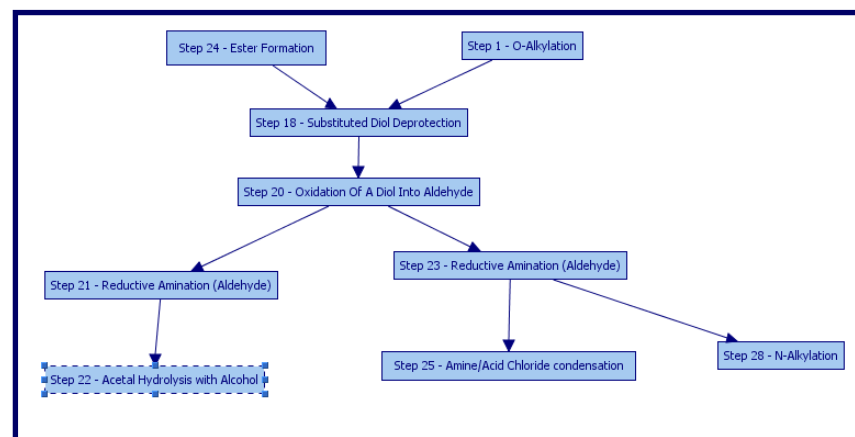 Step 24 - Ester Formation
Step 1 - O-Alkylation
Step 18 - Substituted Diol Deprotection
Step 20 - Oxidation Of A Diol Into Aldehyde
Step 21 - Reductive Amination (Aldehyde)
Step 23 - Reductive Amination (Aldehyde)
Step 22 - Acetal Hydrolysis with Alcohol
Step 25 - Amine/Acid Chloride condensation
Step 28 - N-Alkylation